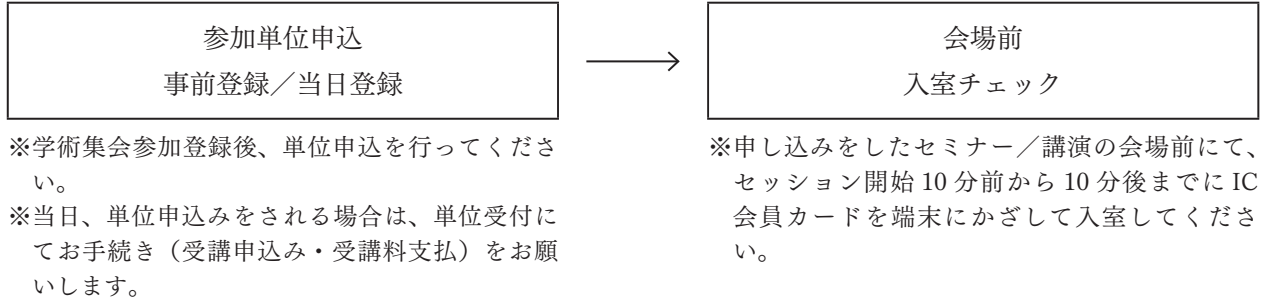 参加単位申込
事前登録／当日登録
※学術集会参加登録後、単位申込を行ってくださ
い。
※当日、単位申込みをされる場合は、単位受付に
てお手続き（受講申込み・受講料支払）をお願
いします。
会場前
入室チェック
※申し込みをしたセミナー／講演の会場前にて、
セッション開始 10 分前から 10 分後までに IC
会員カードを端末にかざして入室してくださ
い。